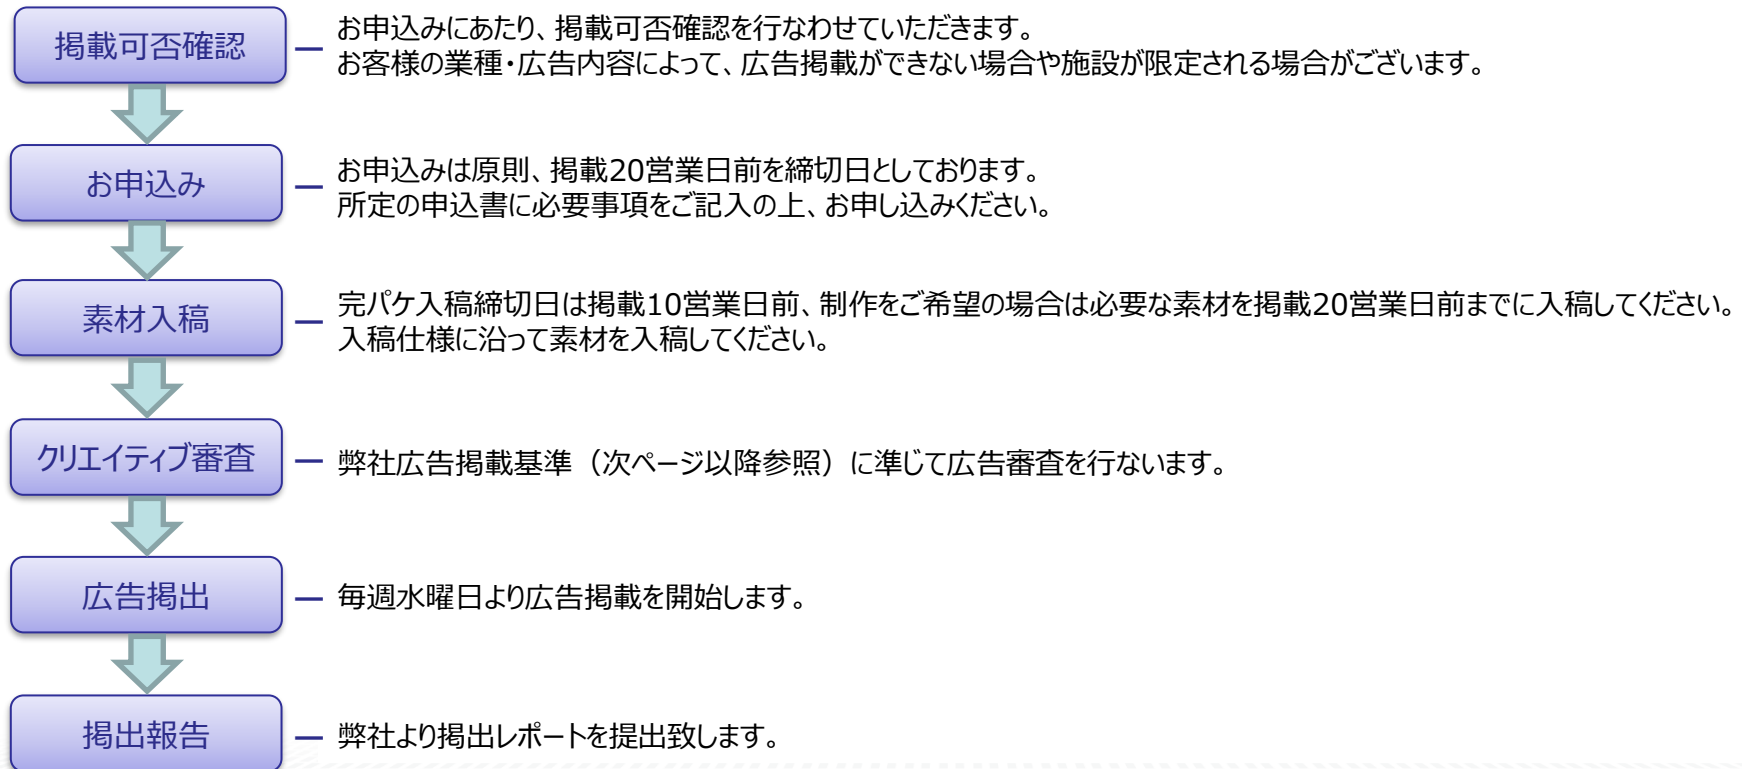 掲載可否確認
お申込みにあたり、掲載可否確認を行なわせていただきます。
お客様の業種・広告内容によって、広告掲載ができない場合や施設が限定される場合がございます。
お申込み
お申込みは原則、掲載20営業日前を締切日としております。
所定の申込書に必要事項をご記入の上、お申し込みください。
素材入稿
完パケ入稿締切日は掲載10営業日前、制作をご希望の場合は必要な素材を掲載20営業日前までに入稿してください。
入稿仕様に沿って素材を入稿してください。
クリエイティブ審査
弊社広告掲載基準（次ページ以降参照）に準じて広告審査を行ないます。
広告掲出
毎週水曜日より広告掲載を開始します。
掲出報告
弊社より掲出レポートを提出致します。